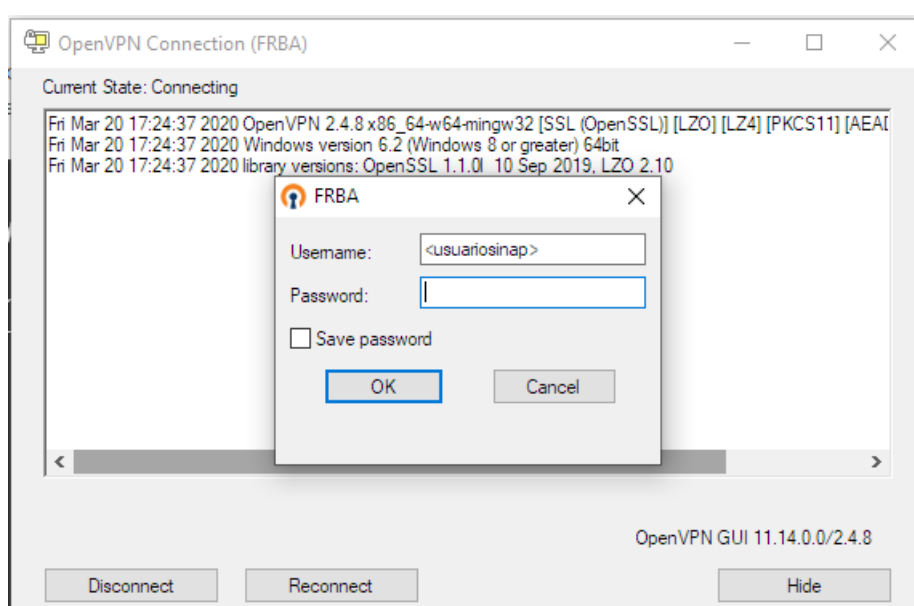 OpenVPN Connection (FRBA)
Current State: Connecting
Fri Mar 20 17:24:37 2020 OpenVPN 2.4.8 x86_64-w64-mingw32 [SSL (OpenSSL)] [LZO] [LZ4] [PKCS11] [AEAD
Fri Mar 20 17:24:37 2020 Windows version 6.2 (Windows 8 or greater) 64bit
Fri Mar 20 17:24:37 2020 library versions: OpenSSL 1.1.0l 10 Sep 2019, LZO 2.10
FRBA
Username: <usuariosinap>
Password:
Save password
OK Cancel
OpenVPN GUI 11.14.0.0/2.4.8
Disconnect Reconnect Hide